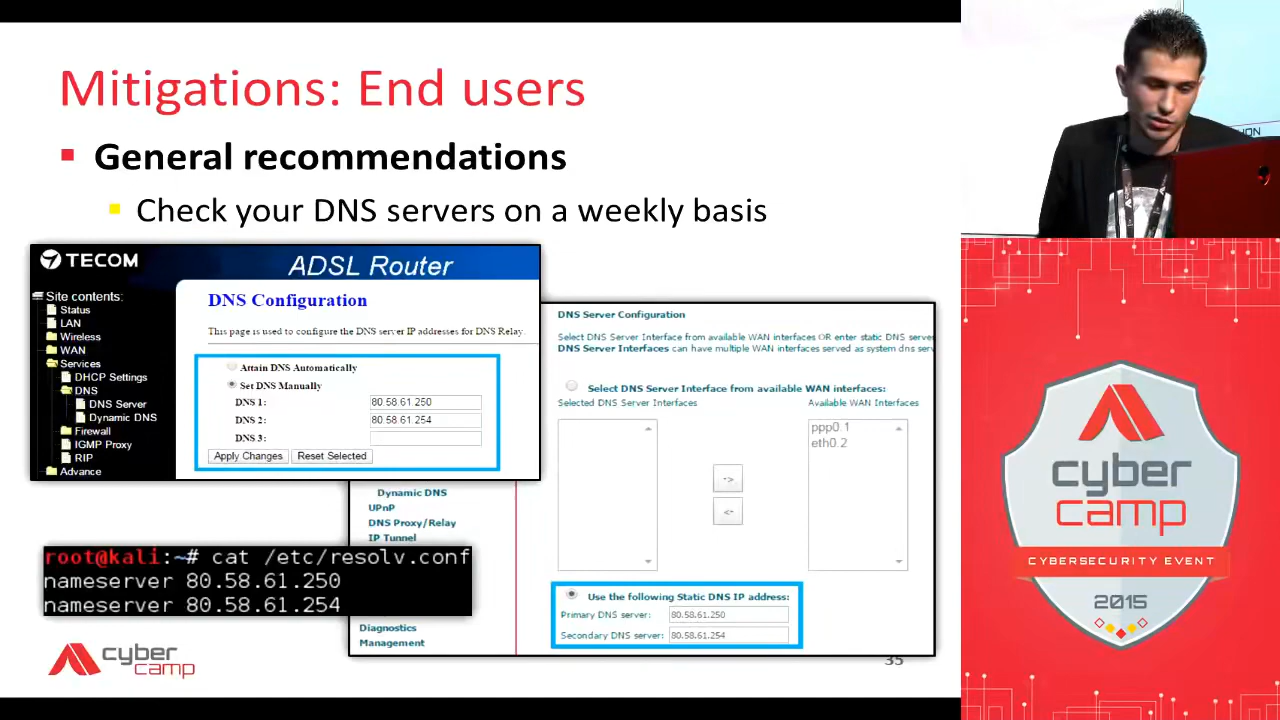 Mitigations: End users
General recommendations
Check your DNS servers on a weekly basis
TECOM
ADSL Router
Site contents:
Status
LAN
Wireless
WAN
Services
DHCP Settings
DNS
DNS Server
Dynamic DNS
Firewall
IGMP Proxy
RIP
Advance
DNS Configuration
This page is used to configure the DNS server IP addresses for DNS Relay.
Attain DNS Automatically
Set DNS Manually
DNS 1: 80.58.61.250
DNS 2: 80.58.61.254
DNS 3:
Apply Changes Reset Selected
DNS Server Configuration
Select DNS Server Interface from available WAN interfaces OR enter static DNS server
DNS Server Interfaces can have multiple WAN interfaces served as system dns serv
Select DNS Server Interface from available WAN interfaces:
Selected DNS Server Interfaces Available WAN Interfaces
ppp0.1
eth0.2
->
<-
Dynamic DNS
UPnP
DNS Proxy/Relay
IP Tunnel
Diagnostics
Management
Use the following Static DNS IP address:
Primary DNS server: 80.58.61.250
Secondary DNS server: 80.58.61.254
root@kali:~# cat /etc/resolv.conf
nameserver 80.58.61.250
nameserver 80.58.61.254
cyber
camp
35
cyber
camp
CYBERSECURITY EVENT
2015